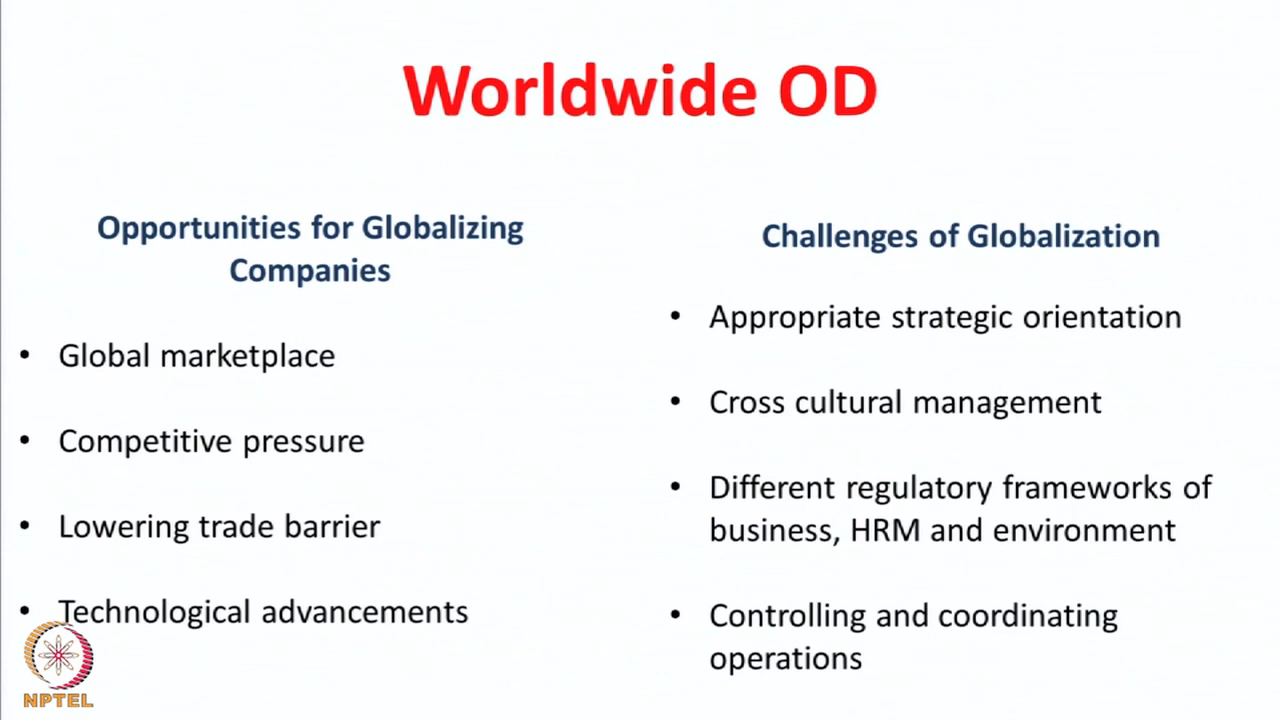 Worldwide OD
Opportunities for Globalizing
Companies
• Global marketplace
• Competitive pressure
• Lowering trade barrier
• Technological advancements
Challenges of Globalization
• Appropriate strategic orientation
• Cross cultural management
• Different regulatory frameworks of
business, HRM and environment
• Controlling and coordinating
operations
NPTEL